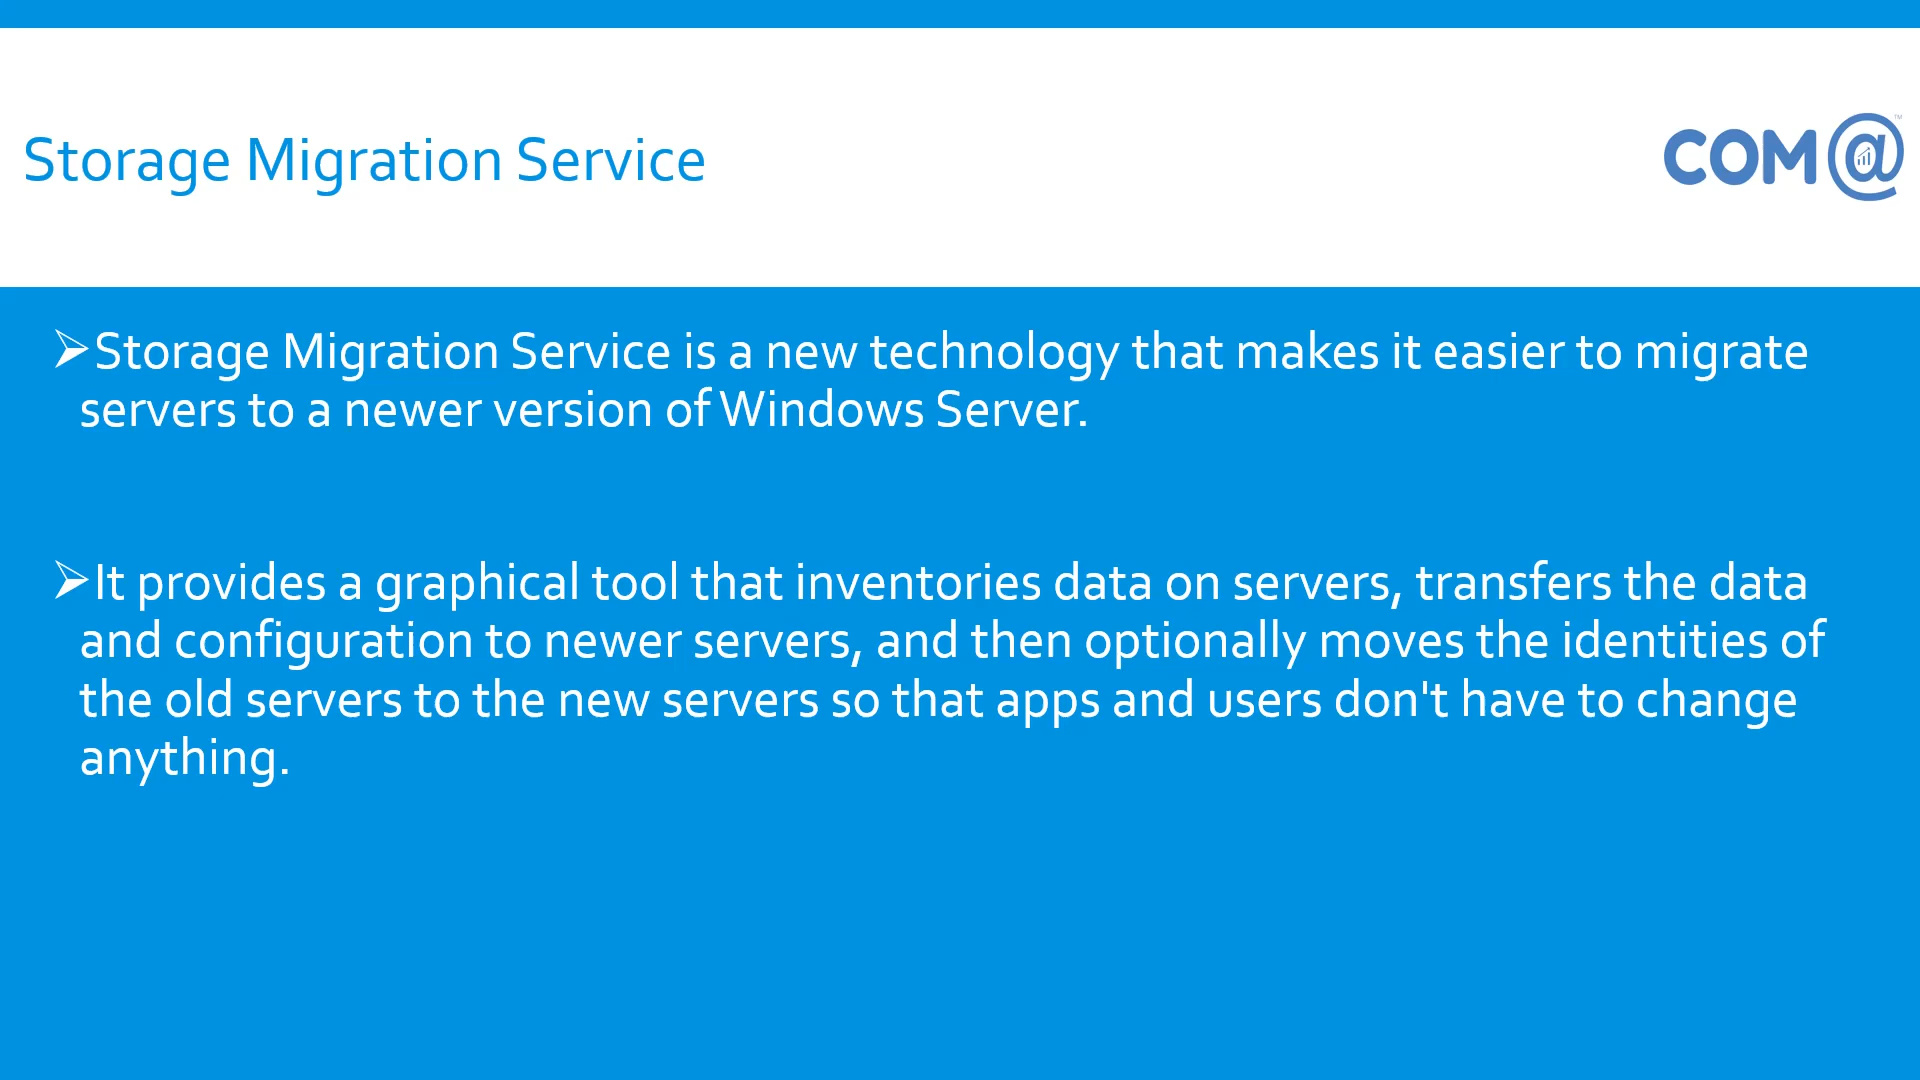 Storage Migration Service
COM@™
➢Storage Migration Service is a new technology that makes it easier to migrate
servers to a newer version of Windows Server.
➢It provides a graphical tool that inventories data on servers, transfers the data
and configuration to newer servers, and then optionally moves the identities of
the old servers to the new servers so that apps and users don't have to change
anything.